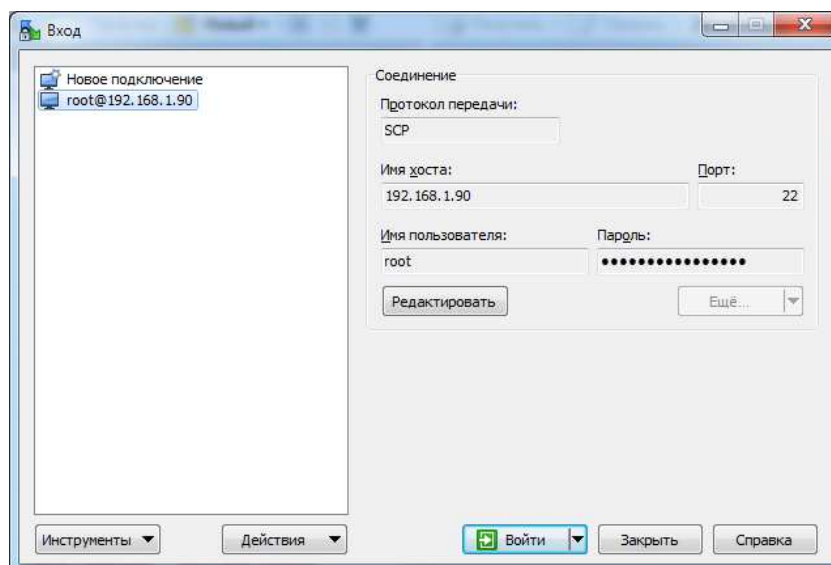 Вход
Новое подключение
root@192.168.1.90
Соединение
Протокол передачи:
SCP
Имя хоста: Порт:
192.168.1.90 22
Имя пользователя: Пароль:
root ••••••••••••••••
Редактировать Ещё...
Инструменты Действия Войти Закрыть Справка